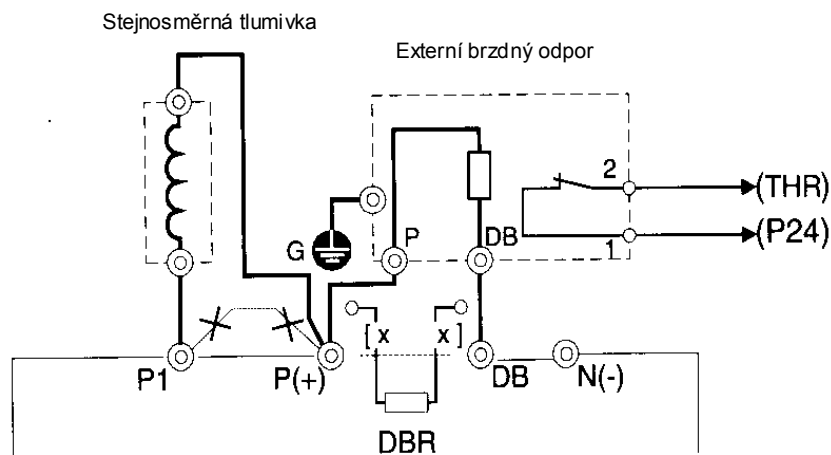 Stejnosměrná tlumivka
Externí brzdný odpor
2
(THR)
G
P
DB
1
(P24)
[ x
x ]
P1
P(+)
DB
N(-)
DBR